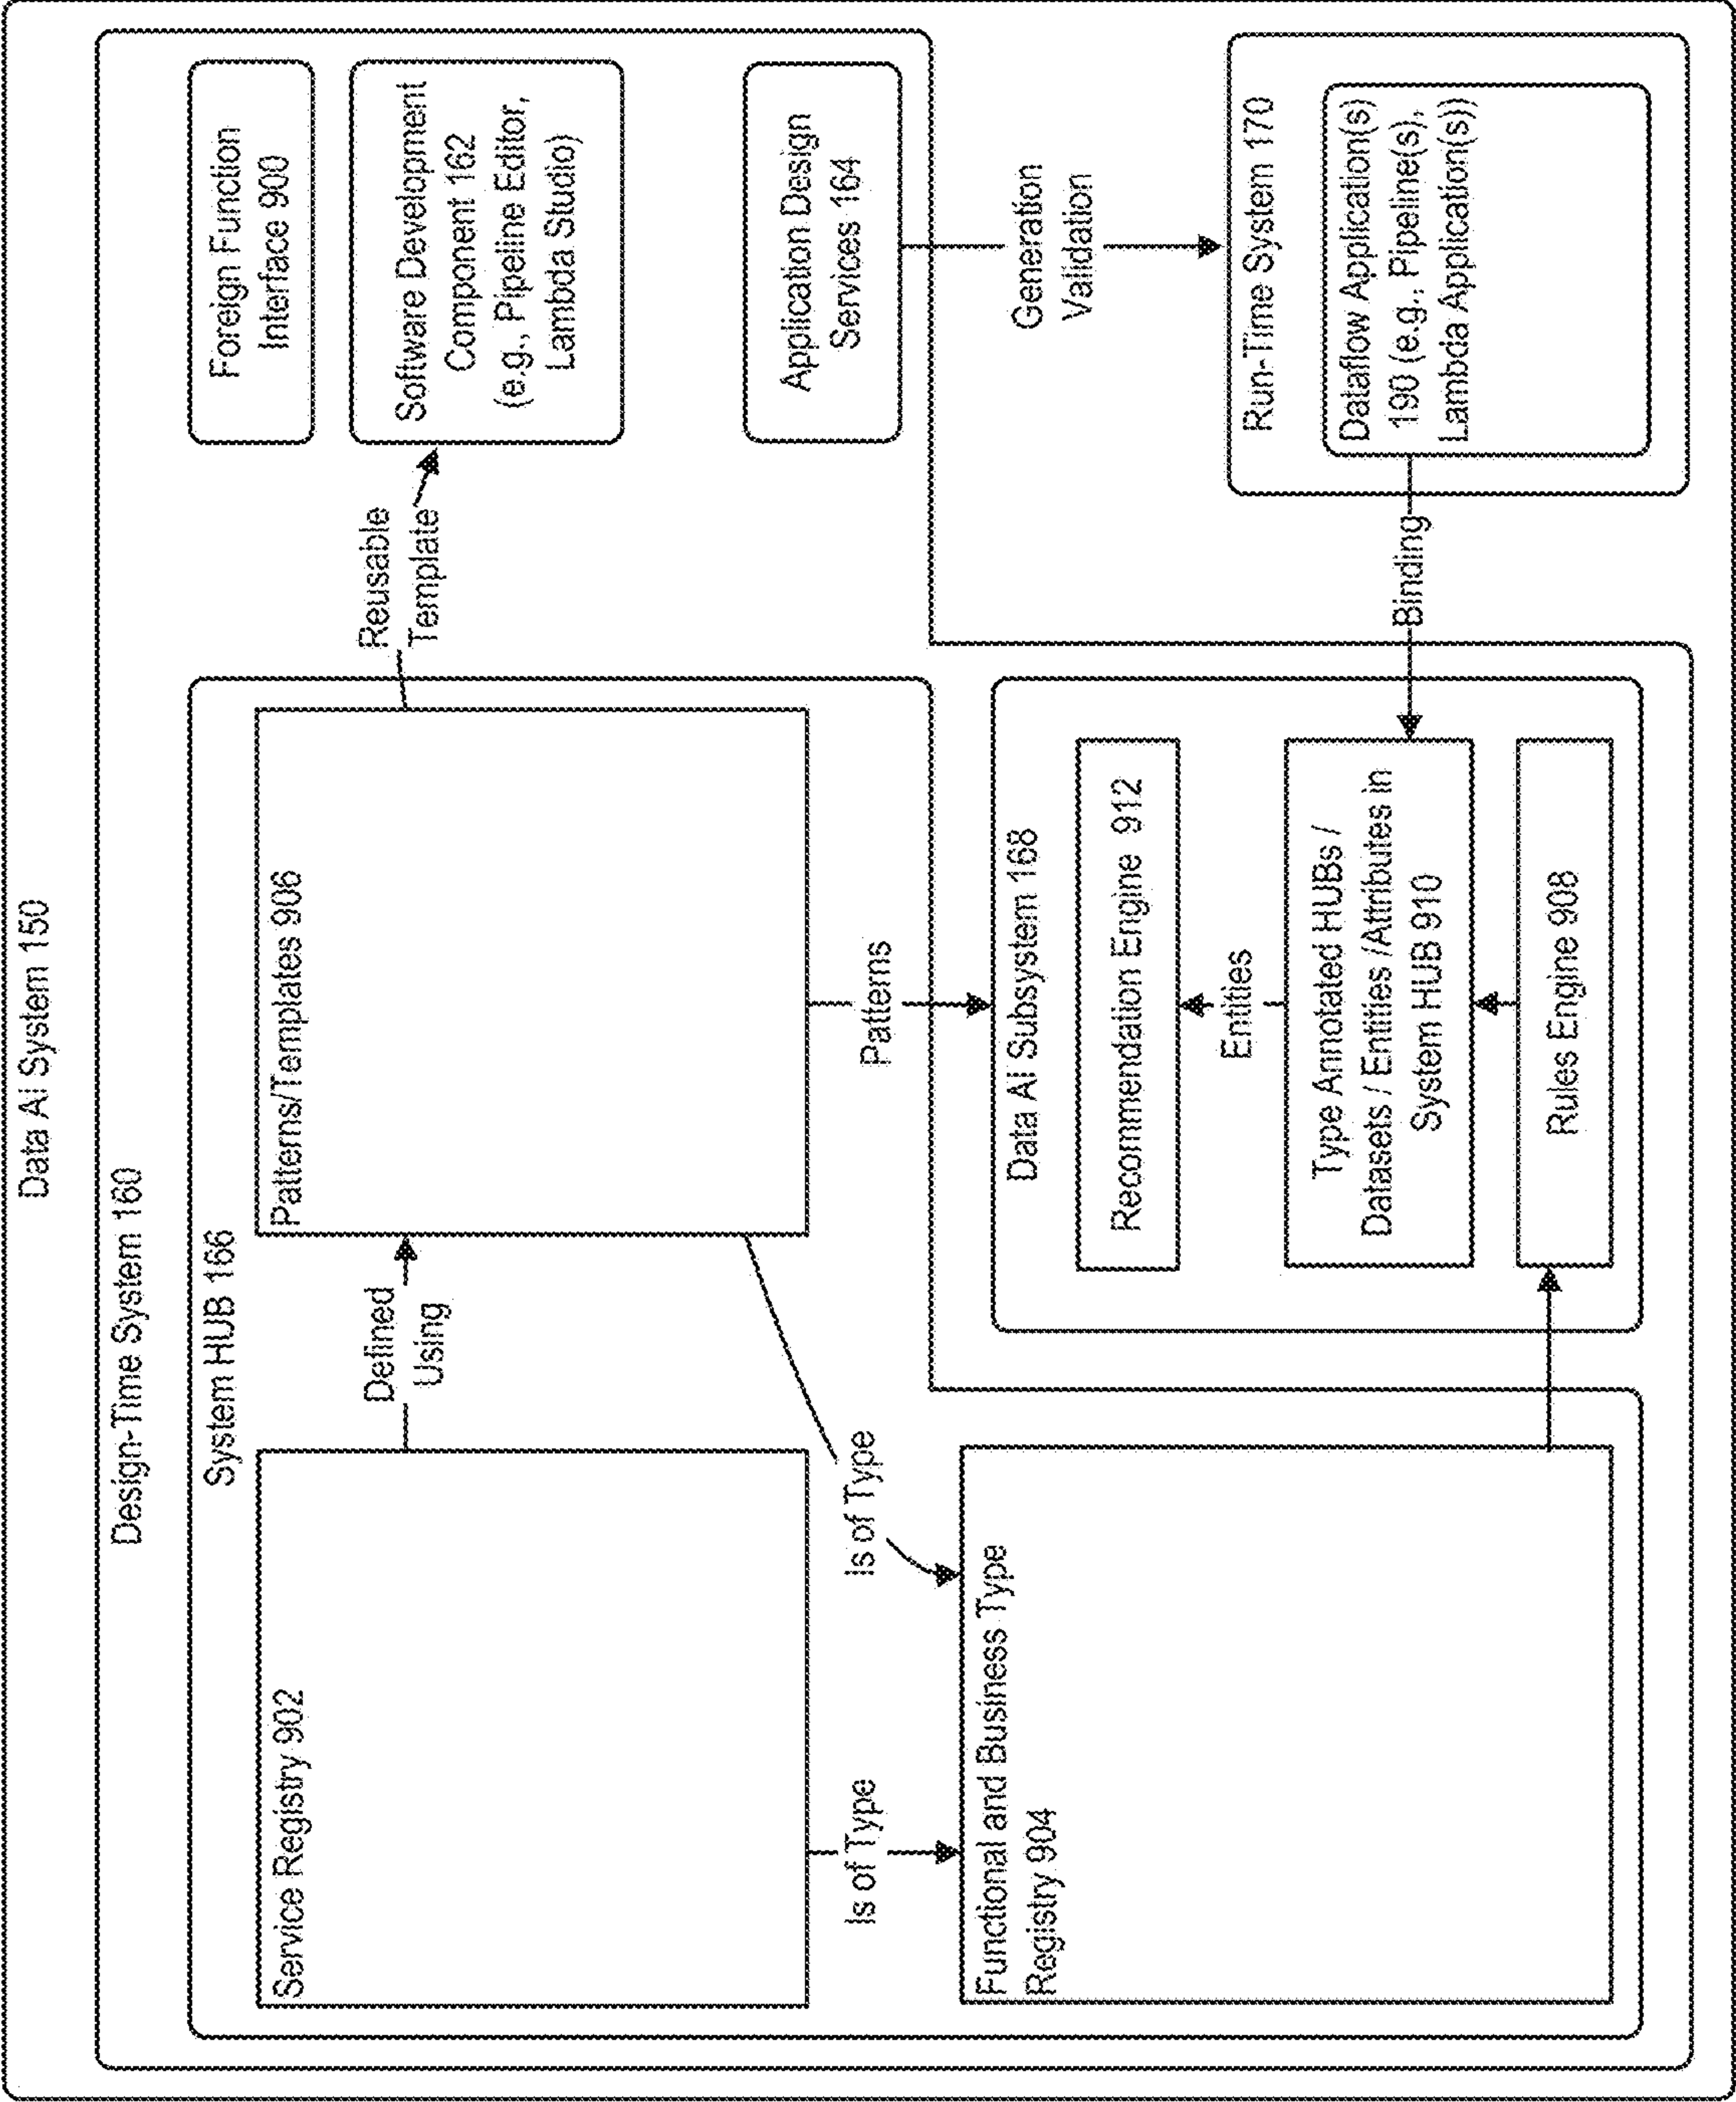 Data AI System 150
Design-Time System 160
System HUB 166
Service Registry 902
Defined
Using
Patterns/Templates 906
Reusable
Template
Foreign Function
Interface 900
Software Development
Component 162
(e.g., Pipeline Editor,
Lambda Studio)
Application Design
Services 164
Is of Type
Is of Type
Patterns
Generation
Validation
Functional and Business Type
Registry 904
Data AI Subsystem 168
Recommendation Engine 912
Entities
Type Annotated HUBs /
Datasets / Entities /Attributes in
System HUB 910
Rules Engine 908
Binding
Run-Time System 170
Dataflow Application(s)
190 (e.g., Pipeline(s),
Lambda Application(s))